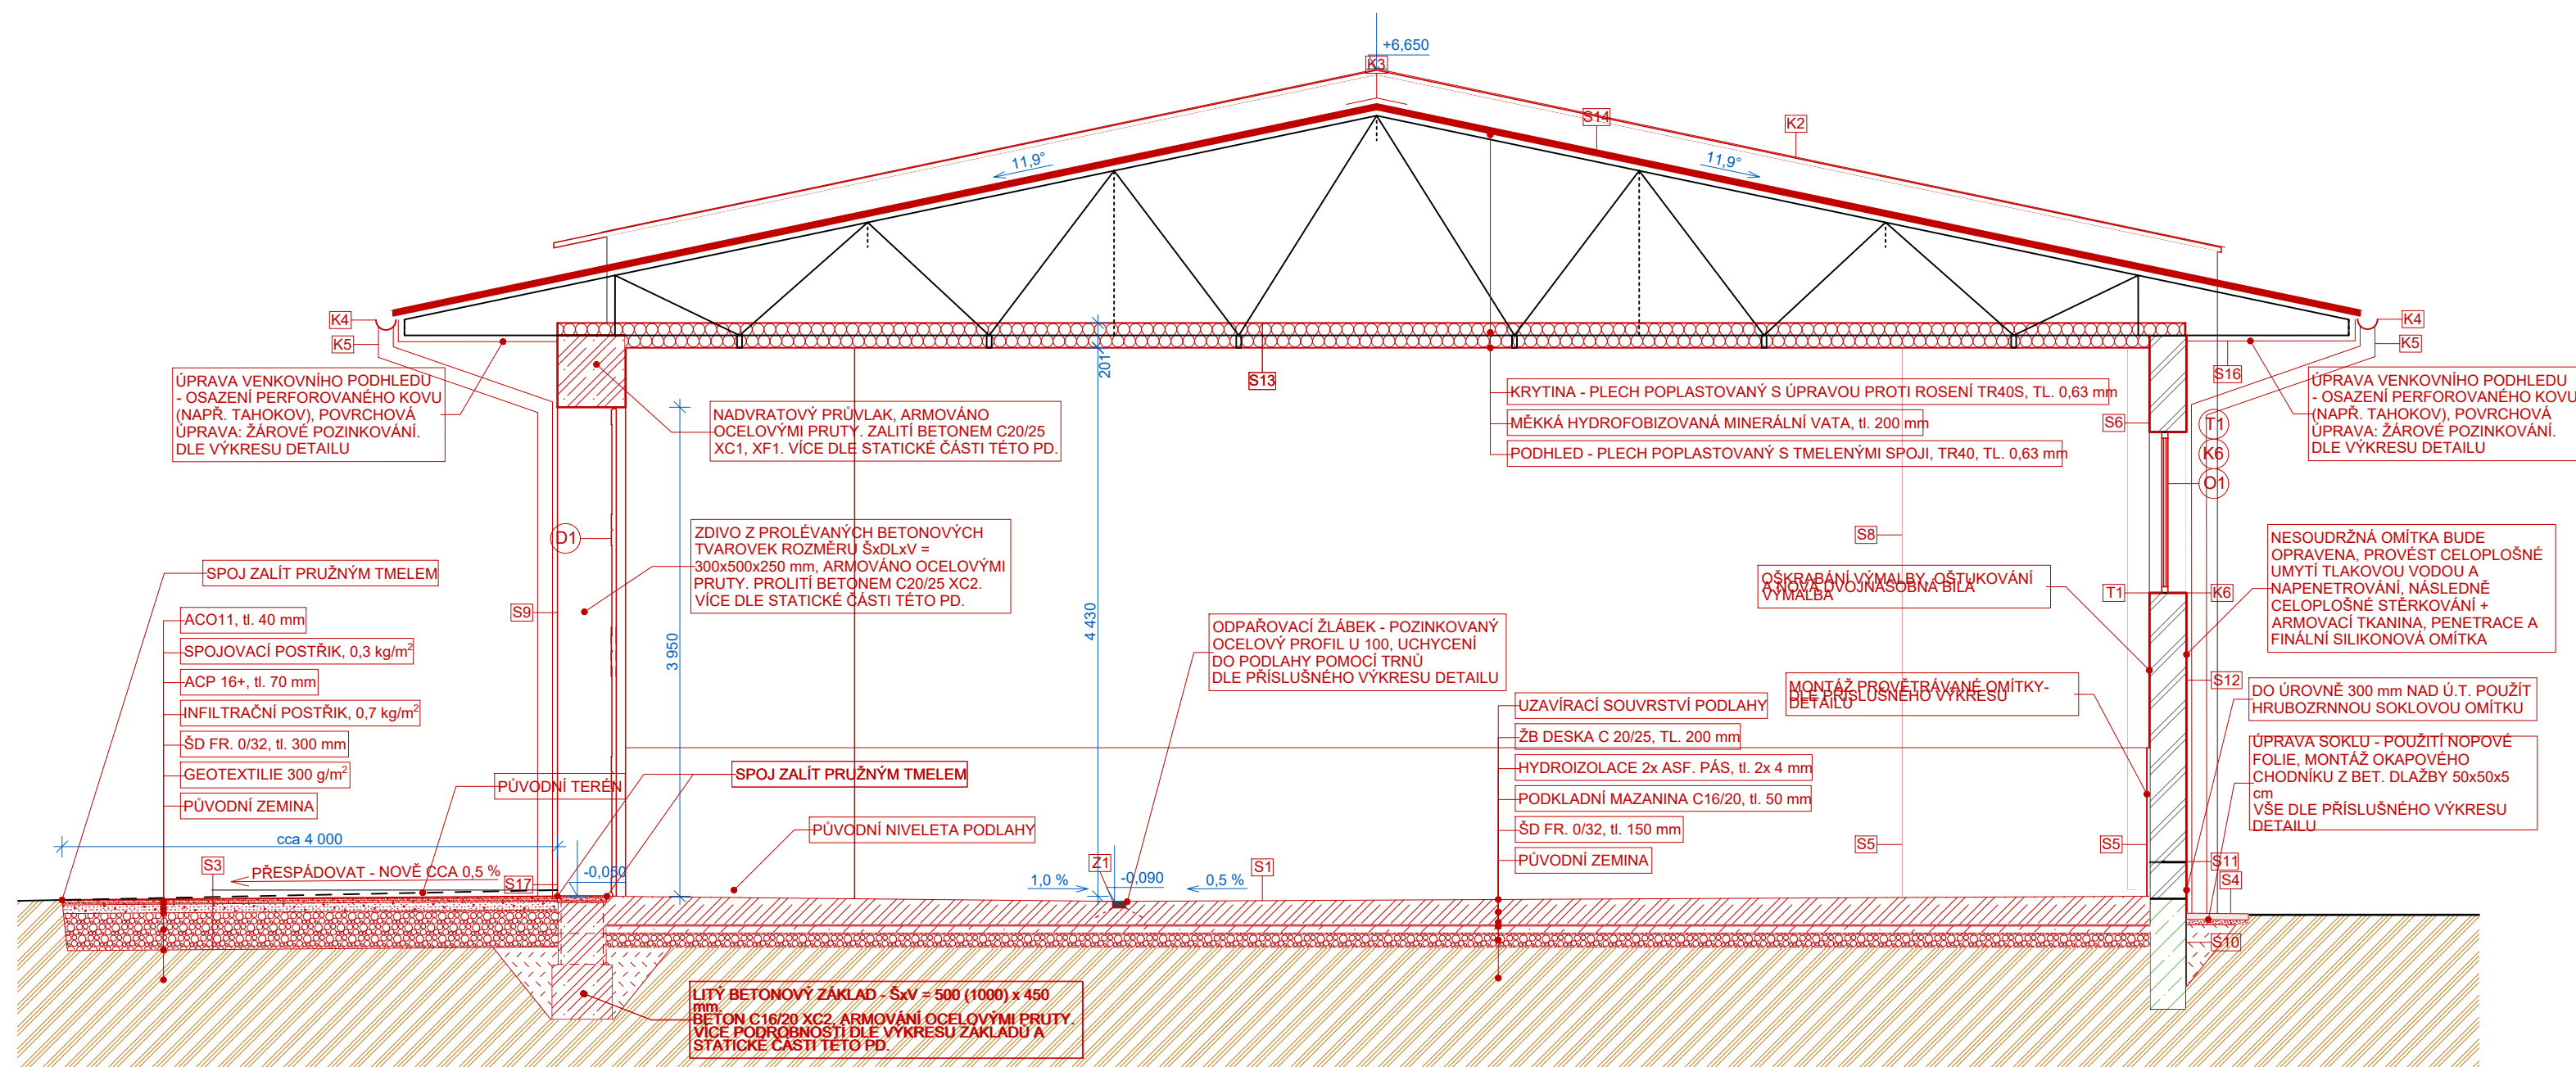 +6,650
K3
S14
K2
11,9°
11,9°
K4
K5
K4
K5
S16
201
S13
ÚPRAVA VENKOVNÍHO PODHLEDU
- OSAZENÍ PERFOROVANÉHO KOVU
(NAPŘ. TAHOKOV), POVRCHOVÁ
ÚPRAVA: ŽÁROVÉ POZINKOVÁNÍ.
DLE VÝKRESU DETAILU
NADVRATOVÝ PRŮVLAK, ARMOVÁNO
OCELOVÝMI PRUTY. ZALITÍ BETONEM C20/25
XC1, XF1. VÍCE DLE STATICKÉ ČÁSTI TÉTO PD.
KRYTINA - PLECH POPLASTOVANÝ S ÚPRAVOU PROTI ROSENÍ TR40S, TL. 0,63 mm
MĚKKÁ HYDROFOBIZOVANÁ MINERÁLNÍ VATA, tl. 200 mm
PODHLED - PLECH POPLASTOVANÝ S TMELENÝMI SPOJI, TR40, TL. 0,63 mm
S6
T1
K6
O1
ÚPRAVA VENKOVNÍHO PODHLEDU
- OSAZENÍ PERFOROVANÉHO KOVU
(NAPŘ. TAHOKOV), POVRCHOVÁ
ÚPRAVA: ŽÁROVÉ POZINKOVÁNÍ.
DLE VÝKRESU DETAILU
D1
ZDIVO Z PROLÉVANÝCH BETONOVÝCH
TVAROVEK ROZMĚRU ŠxDLxV =
300x500x250 mm, ARMOVÁNO OCELOVÝMI
PRUTY. PROLITÍ BETONEM C20/25 XC2.
VÍCE DLE STATICKÉ ČÁSTI TÉTO PD.
S8
NESOUDRŽNÁ OMÍTKA BUDE
OPRAVENA, PROVÉST CELOPLOŠNÉ
UMYTÍ TLAKOVOU VODOU A
NAPENETROVÁNÍ, NÁSLEDNĚ
CELOPLOŠNÉ STĚRKOVÁNÍ +
ARMOVACÍ TKANINA, PENETRACE A
FINÁLNÍ SILIKONOVÁ OMÍTKA
SPOJ ZALÍT PRUŽNÝM TMELEM
OŠKRABÁNÍ VÝMALBY, OŠTUKOVÁNÍ
A NOVÁ DVOJNÁSOBNÁ BÍLÁ
VÝMALBA
T1
K6
S9
3 950
4 430
ACO11, tl. 40 mm
SPOJOVACÍ POSTŘIK, 0,3 kg/m²
ACP 16+, tl. 70 mm
INFILTRAČNÍ POSTŘIK, 0,7 kg/m²
ŠD FR. 0/32, tl. 300 mm
GEOTEXTILIE 300 g/m²
PŮVODNÍ ZEMINA
ODPAŘOVACÍ ŽLÁBEK - POZINKOVANÝ
OCELOVÝ PROFIL U 100, UCHYCENÍ
DO PODLAHY POMOCÍ TRNŮ
DLE PŘÍSLUŠNÉHO VÝKRESU DETAILU
MONTÁŽ PROVĚTRÁVANÉ OMÍTKY-
DLE PŘÍSLUŠNÉHO VÝKRESU
DETAILU
S12
DO ÚROVNĚ 300 mm NAD Ú.T. POUŽÍT
HRUBOZRNNOU SOKLOVOU OMÍTKU
UZAVÍRACÍ SOUVRSTVÍ PODLAHY
ŽB DESKA C 20/25, TL. 200 mm
HYDROIZOLACE 2x ASF. PÁS, tl. 2x 4 mm
PODKLADNÍ MAZANINA C16/20, tl. 50 mm
ŠD FR. 0/32, tl. 150 mm
PŮVODNÍ ZEMINA
ÚPRAVA SOKLU - POUŽITÍ NOPOVÉ
FOLIE, MONTÁŽ OKAPOVÉHO
CHODNÍKU Z BET. DLAŽBY 50x50x5
cm
VŠE DLE PŘÍSLUŠNÉHO VÝKRESU
DETAILU
PŮVODNÍ TERÉN
SPOJ ZALÍT PRUŽNÝM TMELEM
PŮVODNÍ NIVELETA PODLAHY
cca 4 000
S3
PŘESPÁDOVAT - NOVĚ CCA 0,5 %
S17
-0,050
1,0 %
Z1
-0,090
0,5 %
S1
S5
S5
S11
S4
S10
LITÝ BETONOVÝ ZÁKLAD - ŠxV = 500 (1000) x 450
mm.
BETON C16/20 XC2, ARMOVÁNÍ OCELOVÝMI PRUTY.
VÍCE PODROBNOSTÍ DLE VÝKRESU ZÁKLADŮ A
STATICKÉ ČÁSTI TÉTO PD.